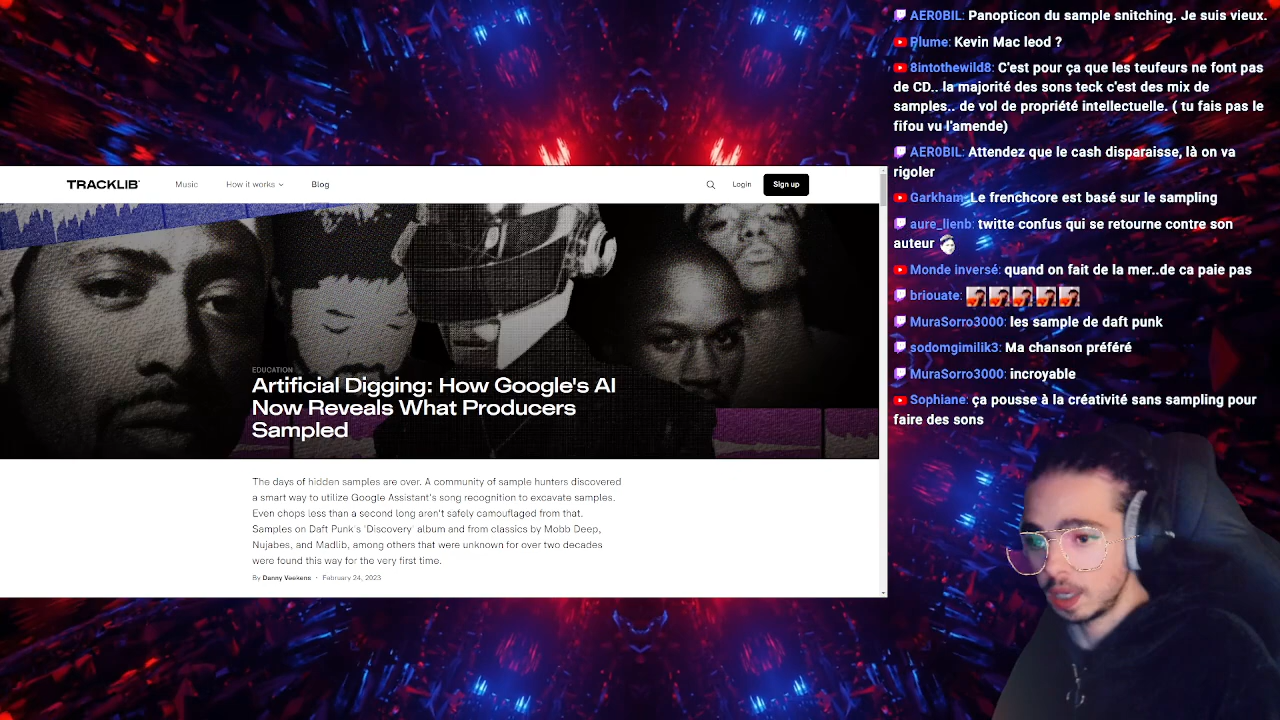 TRACKLIB
Music
How it works
Blog
Login
Sign up
EDUCATION
Artificial Digging: How Google's AI
Now Reveals What Producers
Sampled
The days of hidden samples are over. A community of sample hunters discovered
a smart way to utilize Google Assistant's song recognition to excavate samples.
Even chops less than a second long aren't safely camouflaged from that.
Samples on Daft Punk's 'Discovery' album and from classics by Mobb Deep,
Nujabes, and Madlib, among others that were unknown for over two decades
were found this way for the very first time.
By Danny Veekens · February 24, 2023
AER0BIL: Panopticon du sample snitching. Je suis vieux.
Plume: Kevin Mac leod ?
8intothewild8: C'est pour ça que les teufeurs ne font pas
de CD.. la majorité des sons teck c'est des mix de
samples.. de vol de propriété intellectuelle. ( tu fais pas le
fifou vu l'amende)
AER0BIL: Attendez que le cash disparaisse, là on va
rigoler
Garkham: Le frenchcore est basé sur le sampling
aure_lienb: twitte confus qui se retourne contre son
auteur
Monde inversé: quand on fait de la mer..de ca paie pas
briouate:
MuraSorro3000: les sample de daft punk
sodomgimilik3: Ma chanson préféré
MuraSorro3000: incroyable
Sophiane: ça pousse à la créativité sans sampling pour
faire des sons